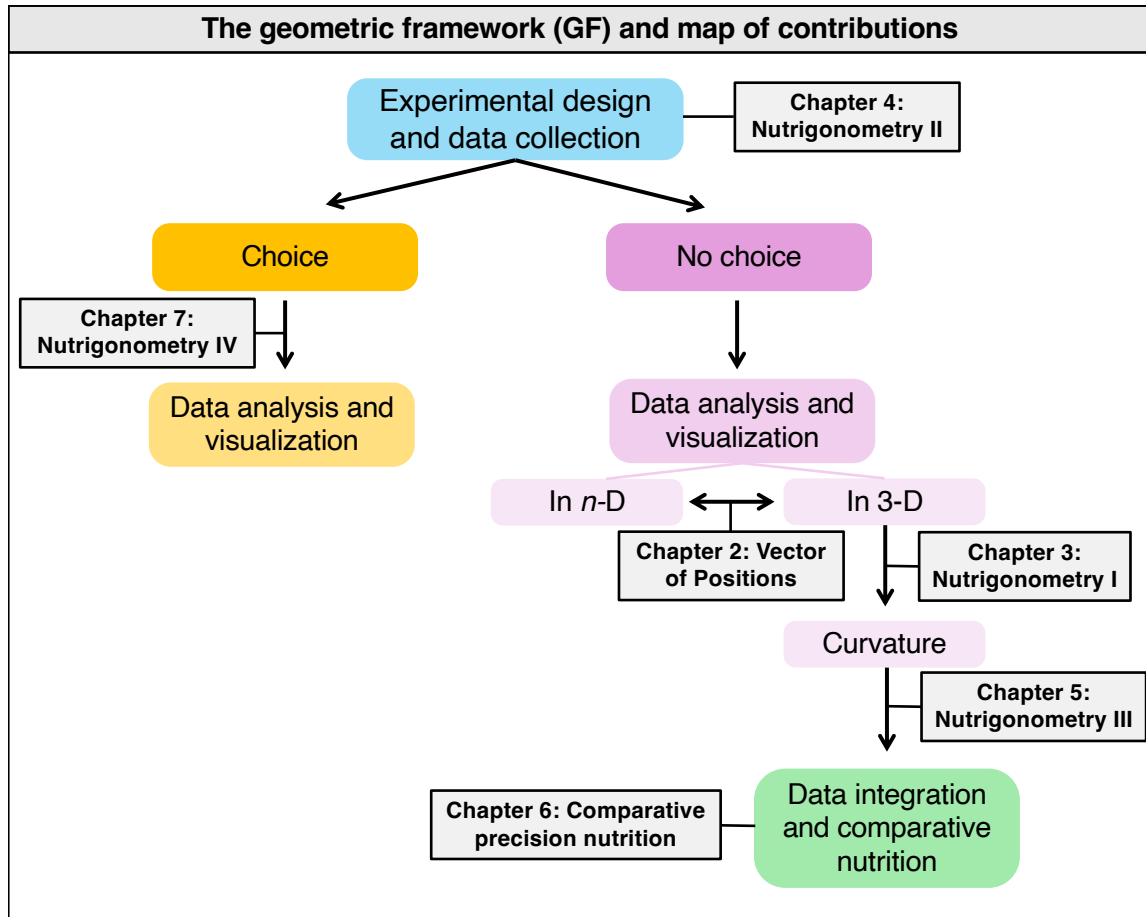 The geometric framework (GF) and map of contributions
Experimental design
and data collection
Chapter 4:
Nutrigonometry II
Choice
No choice
Chapter 7:
Nutrigonometry IV
Data analysis and
visualization
Data analysis and
visualization
In n-D
In 3-D
Chapter 2: Vector
of Positions
Chapter 3:
Nutrigonometry I
Curvature
Chapter 5:
Nutrigonometry III
Chapter 6: Comparative
precision nutrition
Data integration
and comparative
nutrition